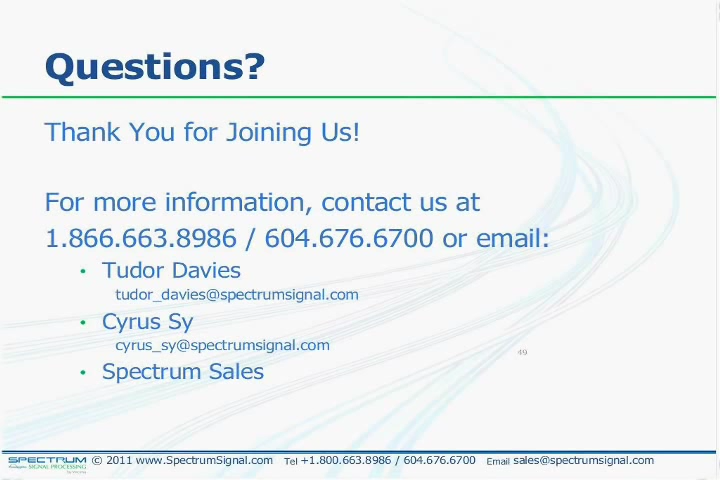 Questions?
Thank You for Joining Us!
For more information, contact us at
1.866.663.8986 / 604.676.6700 or email:
• Tudor Davies
tudor_davies@spectrumsignal.com
• Cyrus Sy
cyrus_sy@spectrumsignal.com
49
• Spectrum Sales
SPECTRUM
SIGNAL PROCESSING
© 2011 www.SpectrumSignal.com Tel +1.800.663.8986 / 604.676.6700 Email sales@spectrumsignal.com